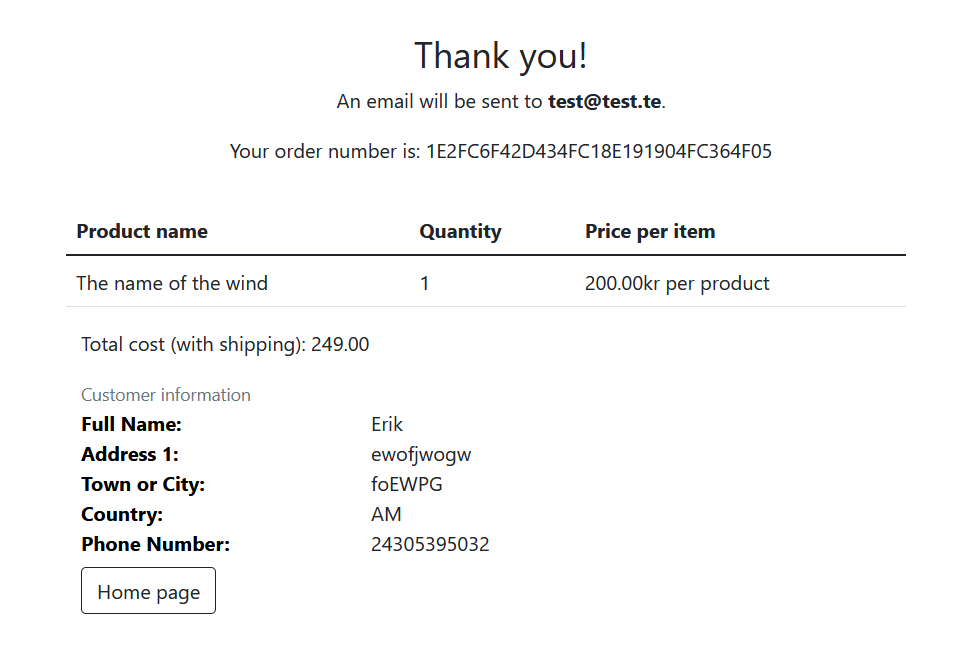 Thank you!
An email will be sent to test@test.te.
Your order number is: 1E2FC6F42D434FC18E191904FC364F05
Product name Quantity Price per item
The name of the wind 1 200.00kr per product
Total cost (with shipping): 249.00
Customer information
Full Name: Erik
Address 1: ewofjwogw
Town or City: foEWPG
Country: AM
Phone Number: 24305395032
Home page